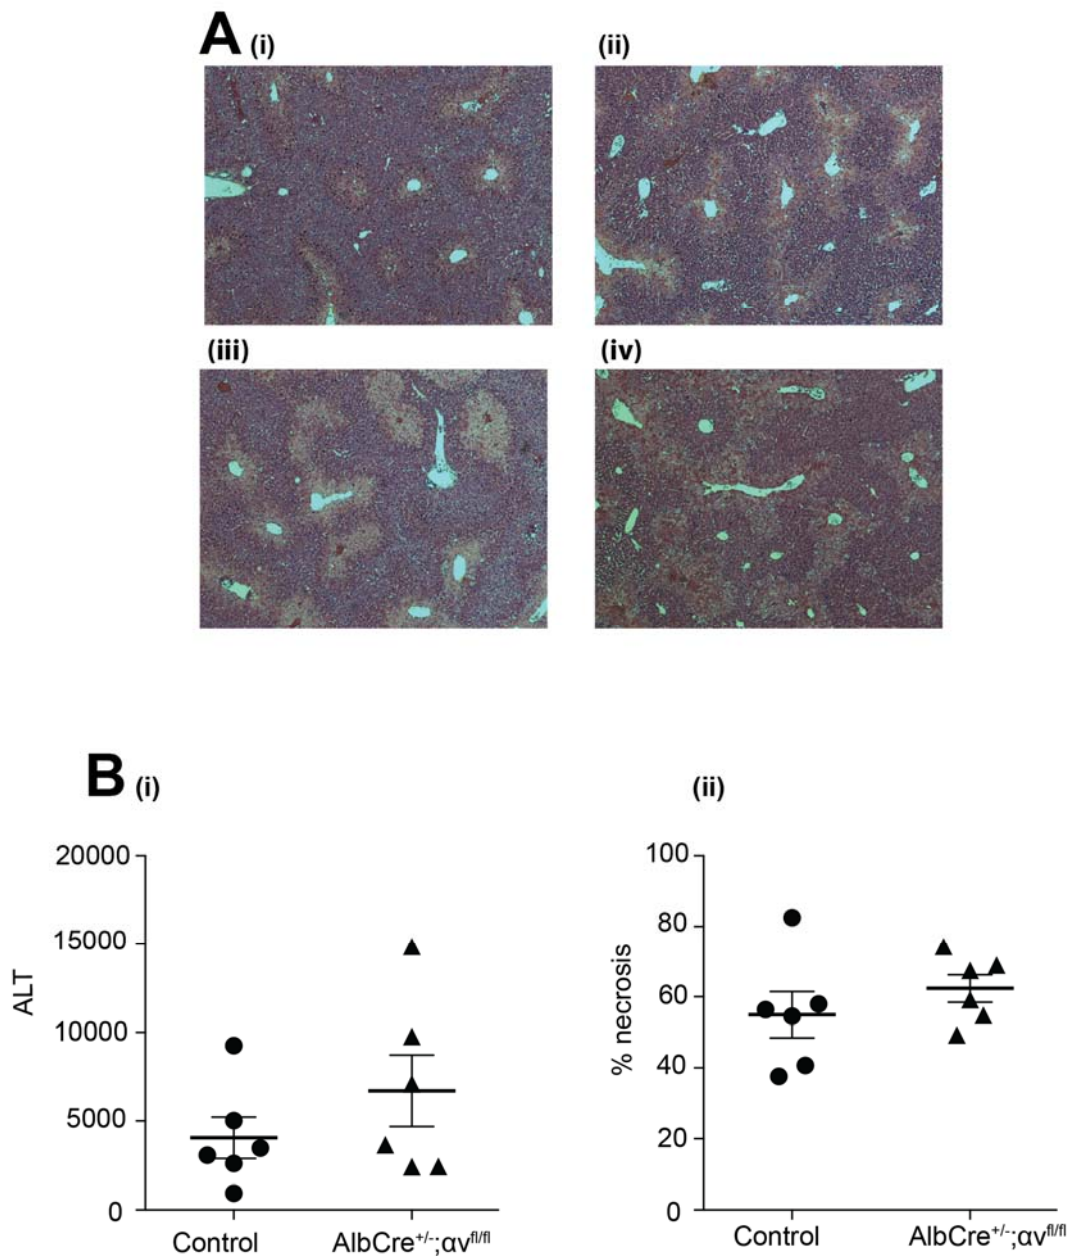 A (i)
(ii)
(iii)
(iv)
B (i)
(ii)
20000
15000
10000
5000
0
ALT
Control
AlbCre+/-;αvfl/fl
100
80
60
40
20
0
% necrosis
Control
AlbCre+/-;αvfl/fl